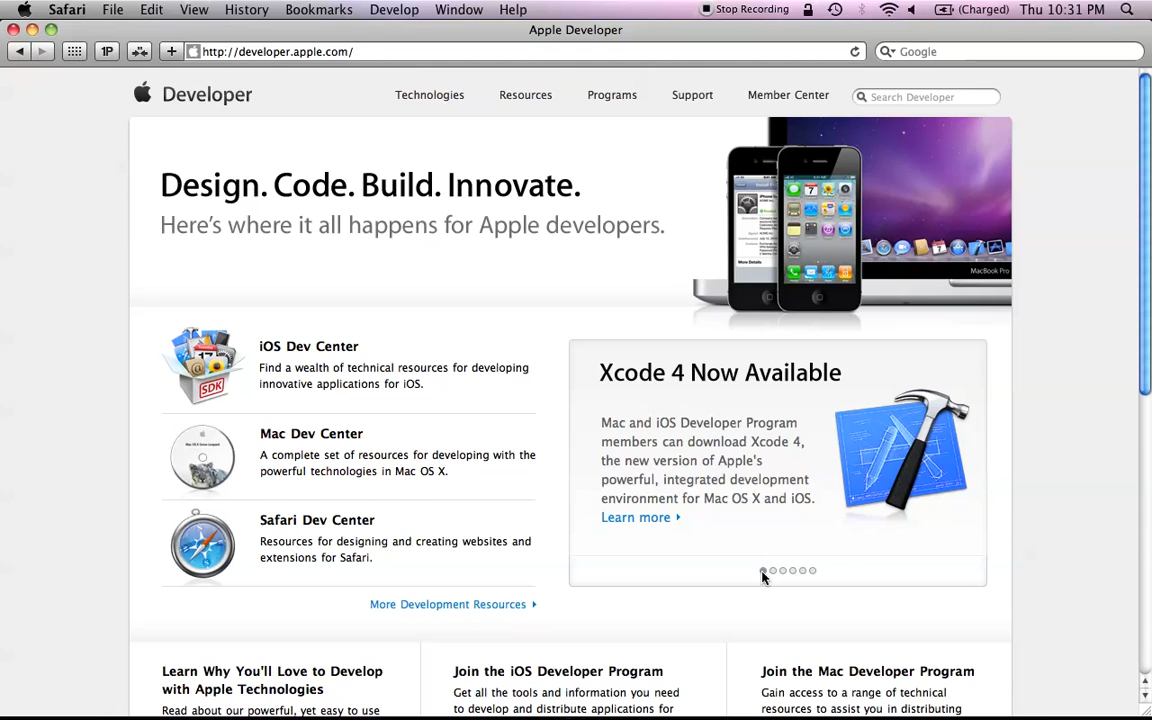 Safari File Edit View History Bookmarks Develop Window Help Stop Recording (Charged) Thu 10:31 PM
Apple Developer
1P http://developer.apple.com/ Google
Developer Technologies Resources Programs Support Member Center Search Developer
Design. Code. Build. Innovate.
Here's where it all happens for Apple developers.
MacBook Pro
iOS Dev Center
Find a wealth of technical resources for developing
innovative applications for iOS.
SDK
Mac Dev Center
A complete set of resources for developing with the
powerful technologies in Mac OS X.
Safari Dev Center
Resources for designing and creating websites and
extensions for Safari.
More Development Resources
Xcode 4 Now Available
Mac and iOS Developer Program
members can download Xcode 4,
the new version of Apple's
powerful, integrated development
environment for Mac OS X and iOS.
Learn more
Learn Why You'll Love to Develop
with Apple Technologies
Read about our powerful, yet easy to use
Join the iOS Developer Program
Get all the tools and information you need
to develop and distribute applications for
Join the Mac Developer Program
Gain access to a range of technical
resources to assist you in distributing